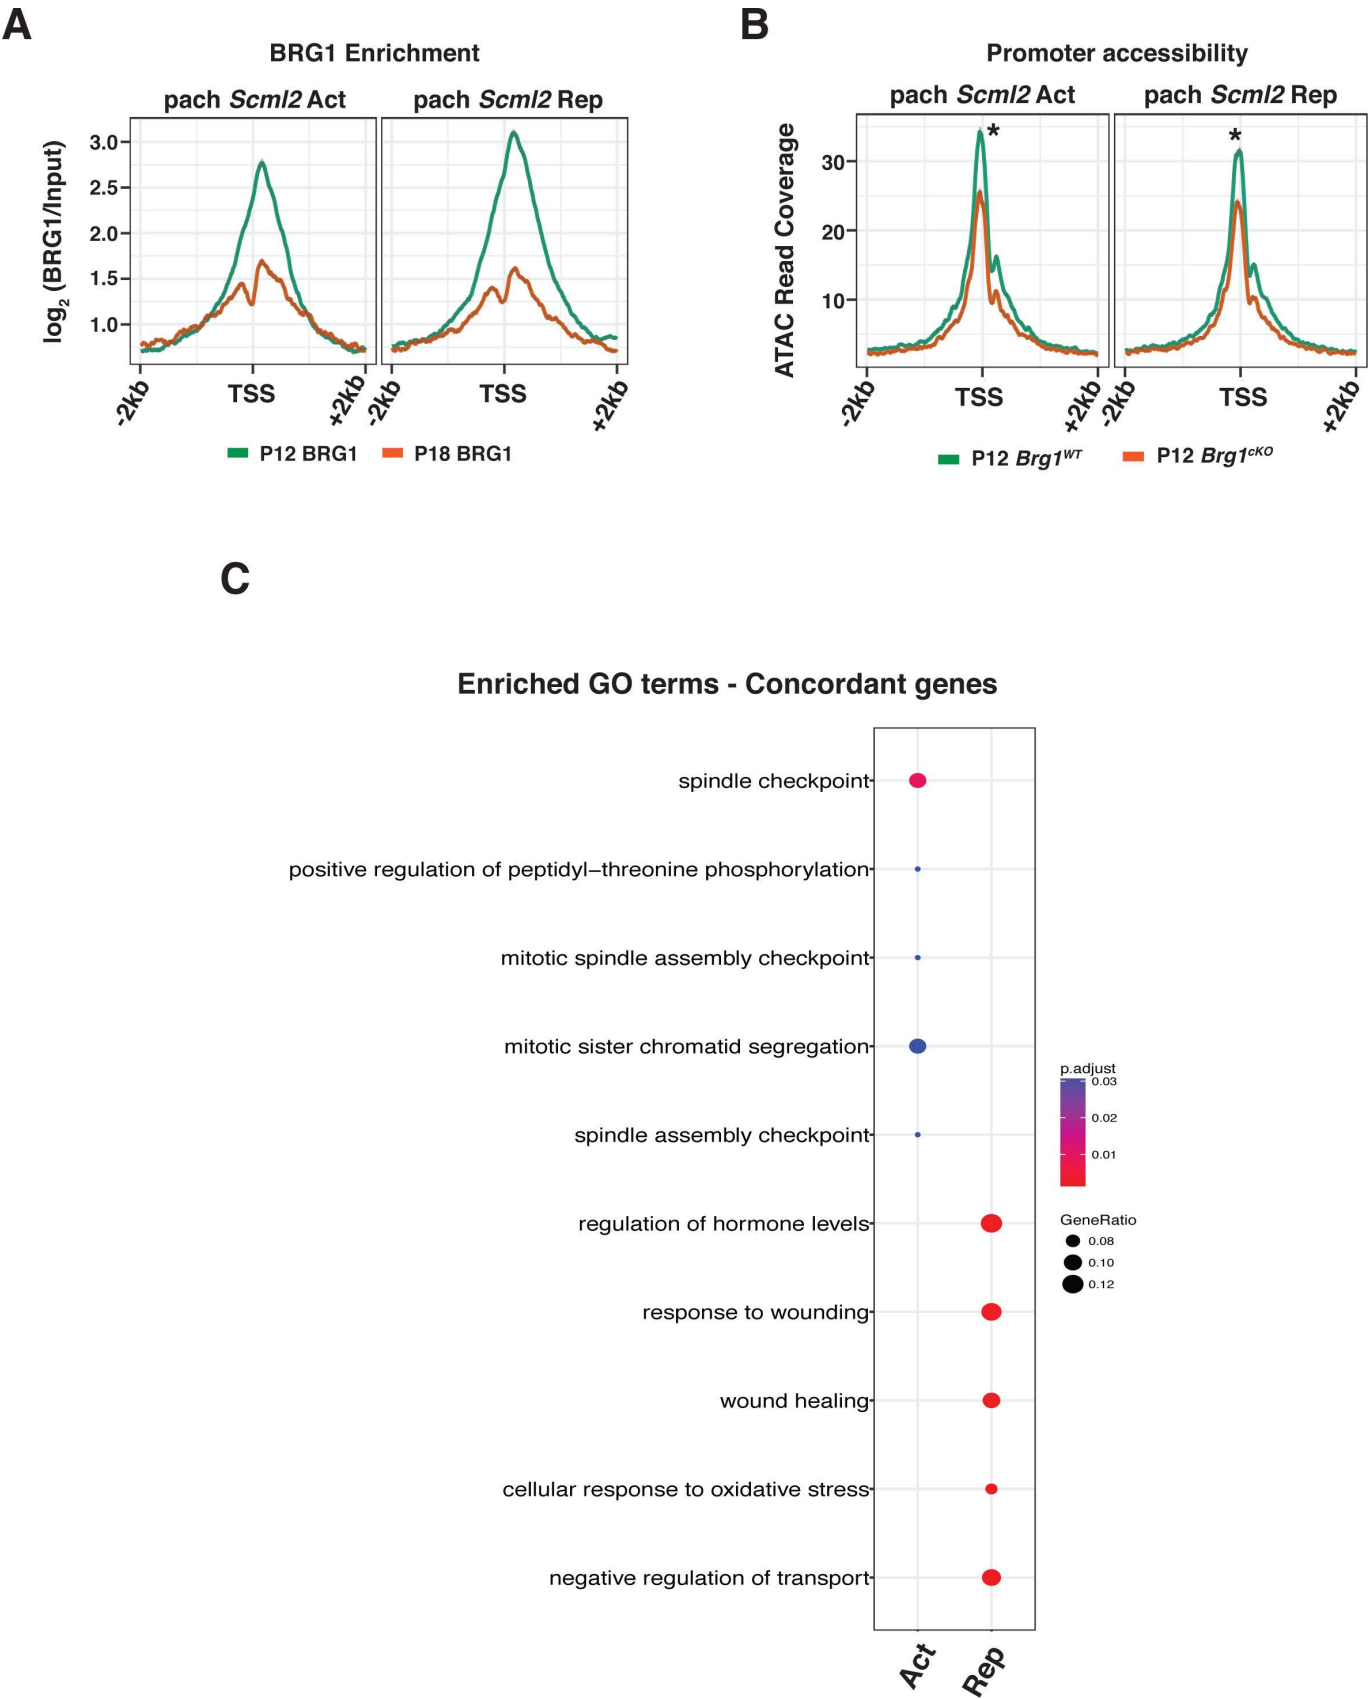 A
BRG1 Enrichment
pach Scml2 Act
pach Scml2 Rep
log2 (BRG1/Input)
3.0
2.5
2.0
1.5
1.0
-2kb
TSS
+2kb
-2kb
TSS
+2kb
P12 BRG1
P18 BRG1
B
Promoter accessibility
pach Scml2 Act
pach Scml2 Rep
ATAC Read Coverage
30
20
10
*
*
-2kb
TSS
+2kb
-2kb
TSS
+2kb
P12 Brg1WT
P12 Brg1cKO
C
Enriched GO terms - Concordant genes
spindle checkpoint
positive regulation of peptidyl−threonine phosphorylation
mitotic spindle assembly checkpoint
mitotic sister chromatid segregation
spindle assembly checkpoint
regulation of hormone levels
response to wounding
wound healing
cellular response to oxidative stress
negative regulation of transport
Act
Rep
p.adjust
0.03
0.02
0.01
GeneRatio
0.08
0.10
0.12